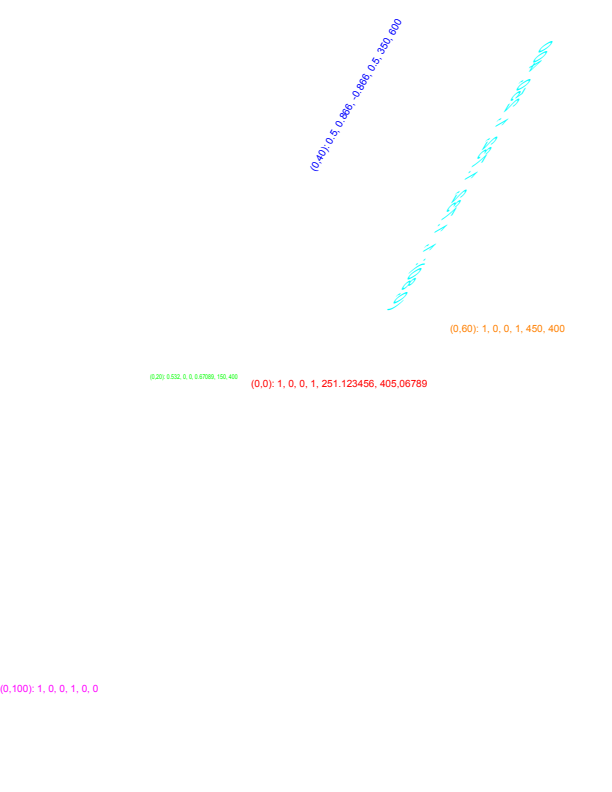 (0,40): 0.5, 0.866, -0.866, 0.5, 350, 600
(0,60): 1, 0, 0, 1, 450, 400
(0,20): 0.532, 0, 0, 0.67089, 150, 400
(0,0): 1, 0, 0, 1, 251.123456, 405,06789
(0,100): 1, 0, 0, 1, 0, 0